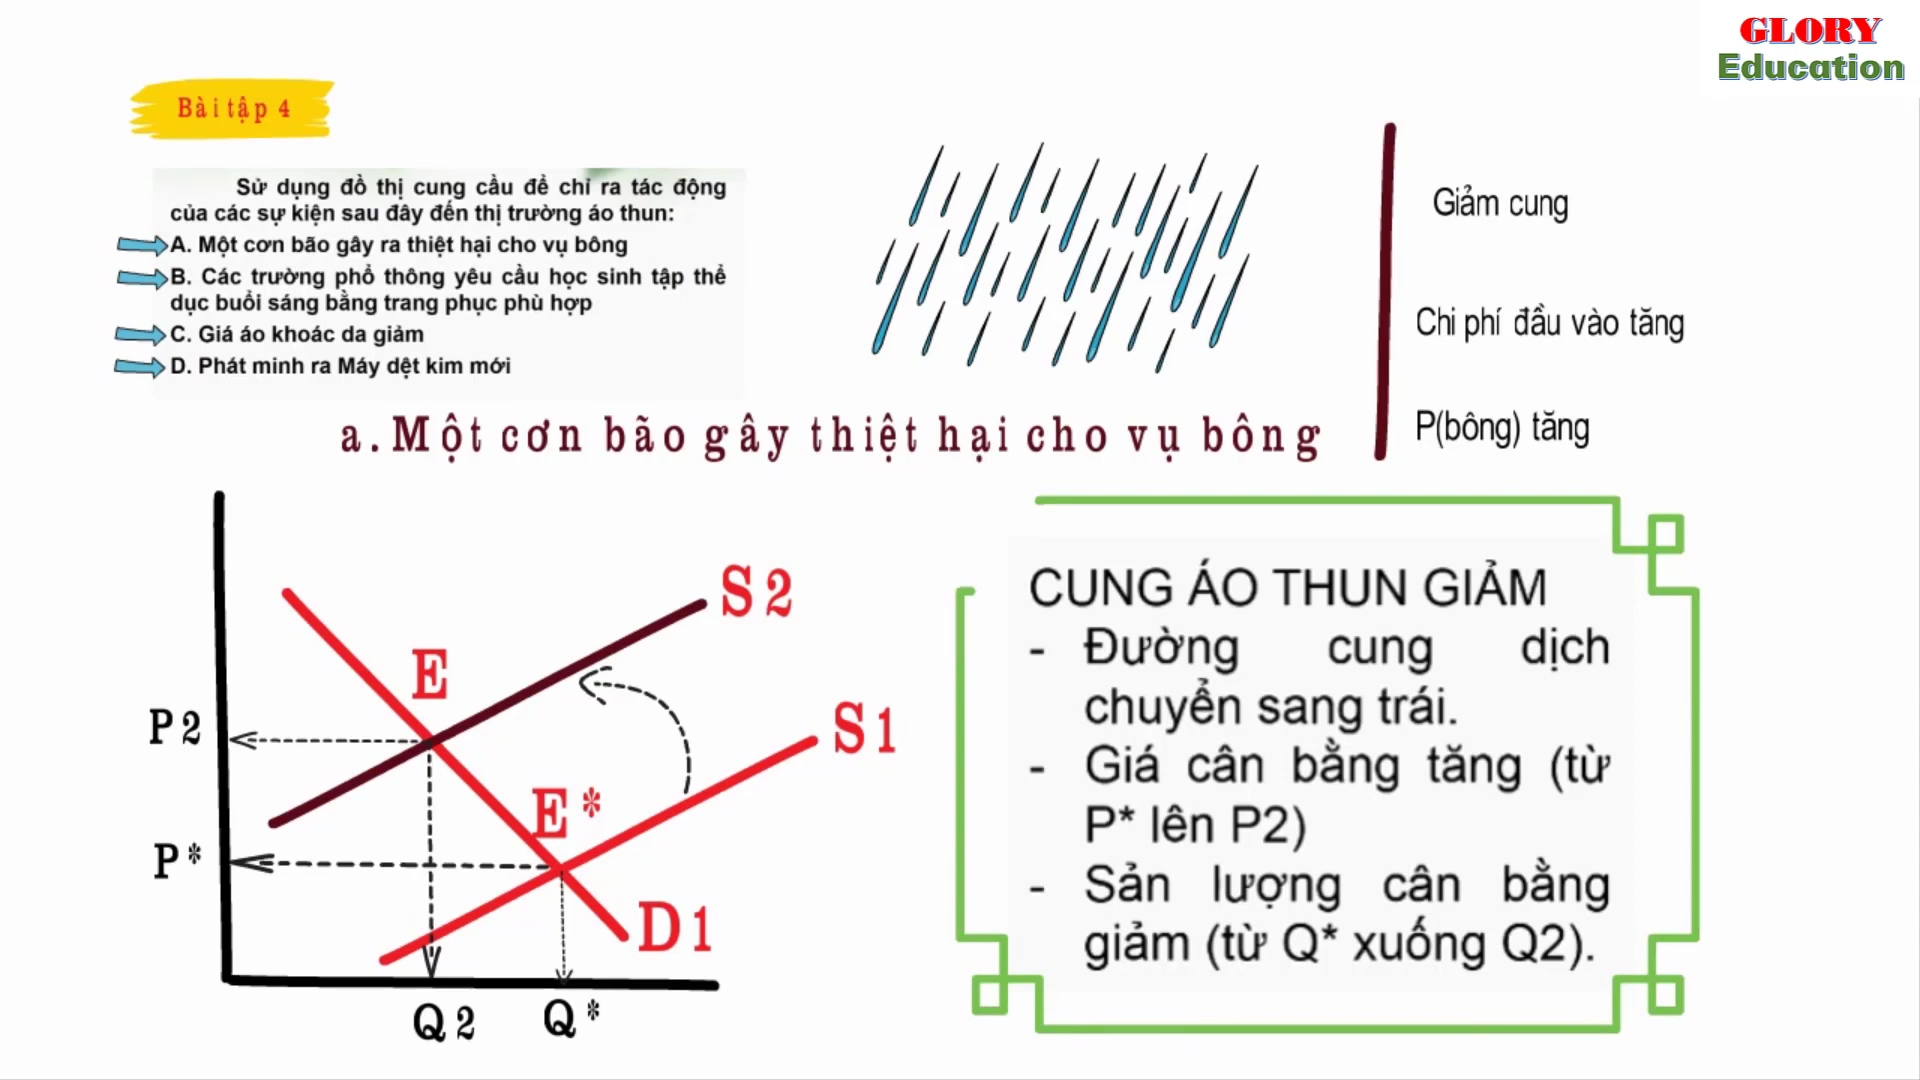 GLORY
Education
Bài tập 4
Sử dụng đồ thị cung cầu để chỉ ra tác động
của các sự kiện sau đây đến thị trường áo thun:
A. Một cơn bão gây ra thiệt hại cho vụ bông
B. Các trường phổ thông yêu cầu học sinh tập thể
dục buổi sáng bằng trang phục phù hợp
C. Giá áo khoác da giảm
D. Phát minh ra Máy dệt kim mới
Giảm cung
Chi phí đầu vào tăng
P(bông) tăng
a. Một cơn bão gây thiệt hại cho vụ bông
S2
E
P2
S1
E*
P*
D1
Q2
Q*
CUNG ÁO THUN GIẢM
- Đường cung dịch
chuyển sang trái.
- Giá cân bằng tăng (từ
P* lên P2)
- Sản lượng cân bằng
giảm (từ Q* xuống Q2).